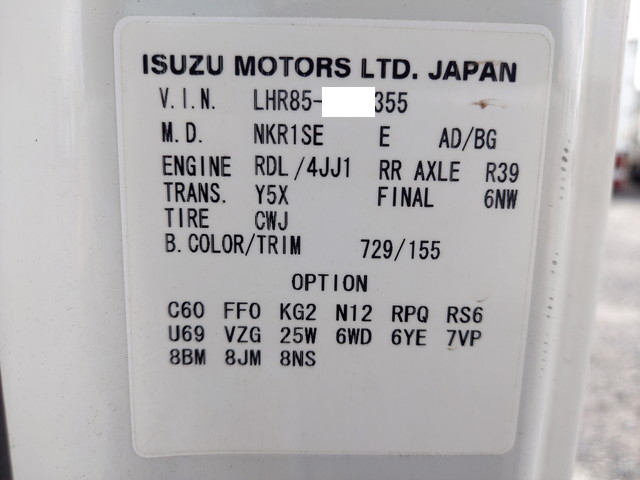 ISUZU MOTORS LTD. JAPAN
V.I.N. LHR85- 355
M.D. NKR1SE E AD/BG
ENGINE RDL/4JJ1 RR AXLE R39
TRANS. Y5X FINAL 6NW
TIRE CWJ
B.COLOR/TRIM 729/155
OPTION
C60 FF0 KG2 N12 RPQ RS6
U69 VZG 25W 6WD 6YE 7VP
8BM 8JM 8NS